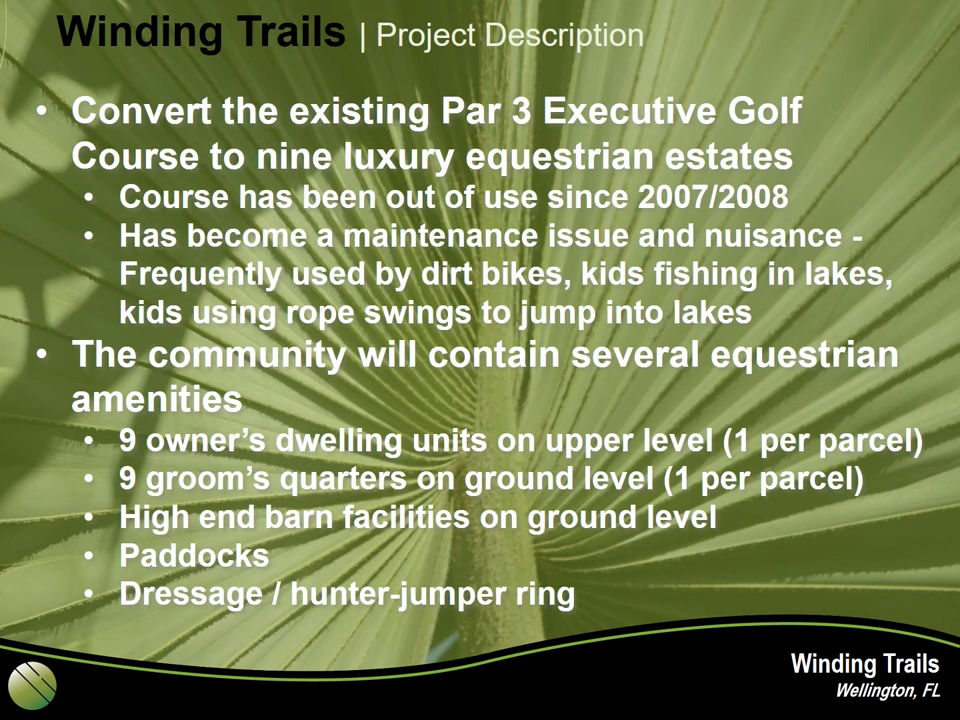 Winding Trails | Project Description
• Convert the existing Par 3 Executive Golf
Course to nine luxury equestrian estates
• Course has been out of use since 2007/2008
• Has become a maintenance issue and nuisance -
Frequently used by dirt bikes, kids fishing in lakes,
kids using rope swings to jump into lakes
• The community will contain several equestrian
amenities
• 9 owner’s dwelling units on upper level (1 per parcel)
• 9 groom’s quarters on ground level (1 per parcel)
• High end barn facilities on ground level
• Paddocks
• Dressage / hunter-jumper ring
Winding Trails
Wellington, FL